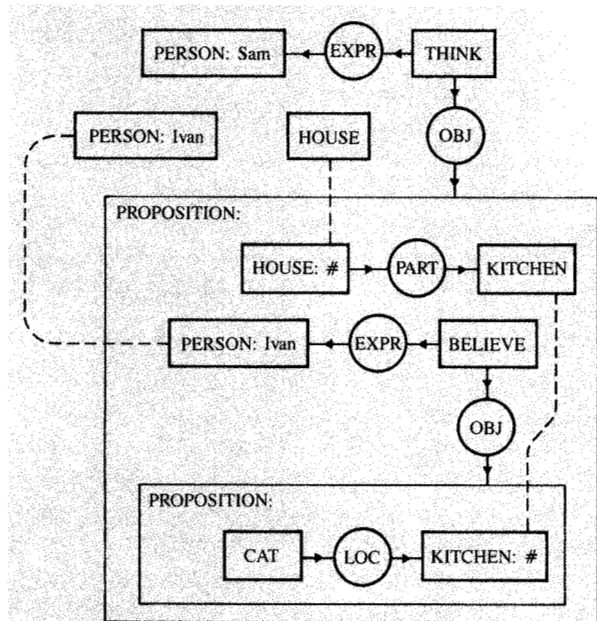 PERSON: Sam
EXPR
THINK
PERSON: Ivan
HOUSE
OBJ
PROPOSITION:
HOUSE: #
PART
KITCHEN
PERSON: Ivan
EXPR
BELIEVE
OBJ
PROPOSITION:
CAT
LOC
KITCHEN: #